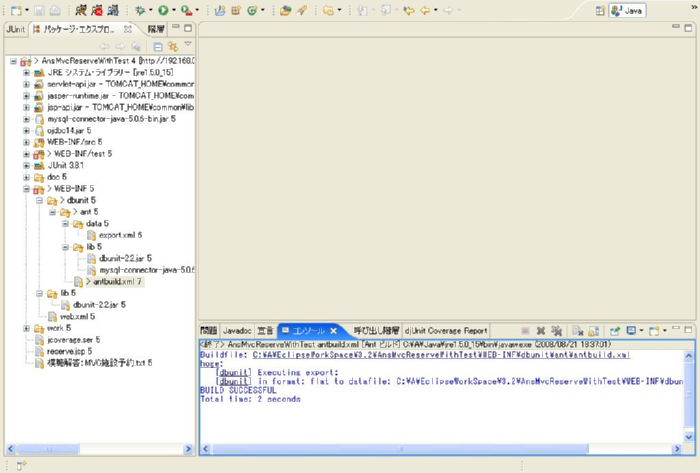 Java
JUnit パッケージ・エクスプロ... 階層
> AnsMvcReserveWithTest 4 [http://192.168.0
JRE システム・ライブラリー [jre1.5.0_15]
servlet-api.jar - TOMCAT_HOME¥common
jasper-runtime.jar - TOMCAT_HOME¥com
jsp-api.jar - TOMCAT_HOME¥common¥lib
mysql-connector-java-5.0.6-bin.jar 5
ojdbc14.jar 5
WEB-INF/src 5
> WEB-INF/test 5
JUnit 3.8.1
doc 5
> WEB-INF 5
> dbunit 5
> ant 5
data 5
export.xml 6
lib 5
dbunit-2.2.jar 5
mysql-connector-java-5.0.6
> antbuild.xml 7
lib 5
dbunit-2.2.jar 5
web.xml 5
work 5
jcoverage.ser 5
reserve.jsp 5
模範解答:MVC施設予約.txt 5
問題 Javadoc 宣言 コンソール 呼び出し階層 djUnit Coverage Report
<終了> AnsMvcReserveWithTest antbuild.xml [Ant ビルド] C:¥A¥Java¥jre1.5.0_15¥bin¥javaw.exe (2008/08/21 18:37:01)
Buildfile: C:¥A¥EclipseWorkSpace¥3.2¥AnsMvcReserveWithTest¥WEB-INF¥dbunit¥ant¥antbuild.xml
hoge:
[dbunit] Executing export:
[dbunit] in format: flat to datafile: C:¥A¥EclipseWorkSpace¥3.2¥AnsMvcReserveWithTest¥WEB-INF¥dbun
BUILD SUCCESSFUL
Total time: 2 seconds